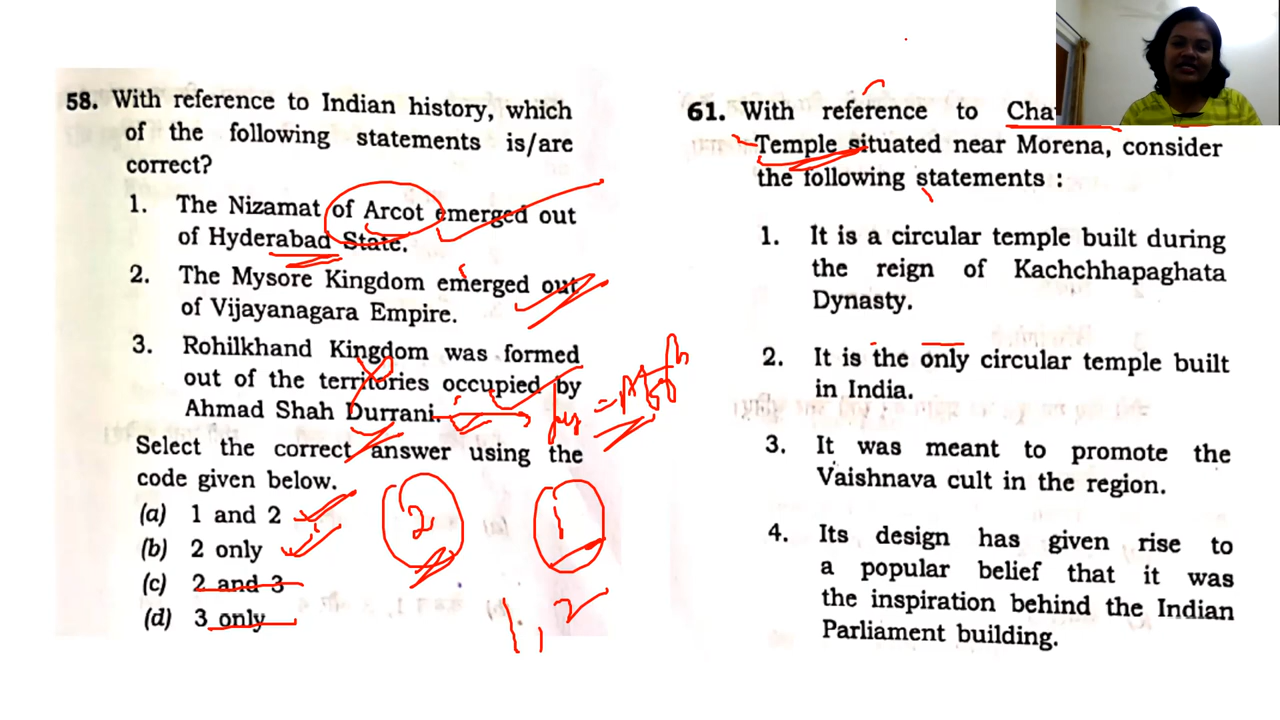 58. With reference to Indian history, which
of the following statements is/are
correct?
1. The Nizamat of Arcot emerged out
of Hyderabad State.
2. The Mysore Kingdom emerged out
of Vijayanagara Empire.
3. Rohilkhand Kingdom was formed
out of the territories occupied by
Ahmad Shah Durrani.
Select the correct answer using the
code given below.
(a) 1 and 2
(b) 2 only
(c) 2 and 3
(d) 3 only
2
1
1, 2
61. With reference to Cha
Temple situated near Morena, consider
the following statements :
1. It is a circular temple built during
the reign of Kachchhapaghata
Dynasty.
2. It is the only circular temple built
in India.
3. It was meant to promote the
Vaishnava cult in the region.
4. Its design has given rise to
a popular belief that it was
the inspiration behind the Indian
Parliament building.